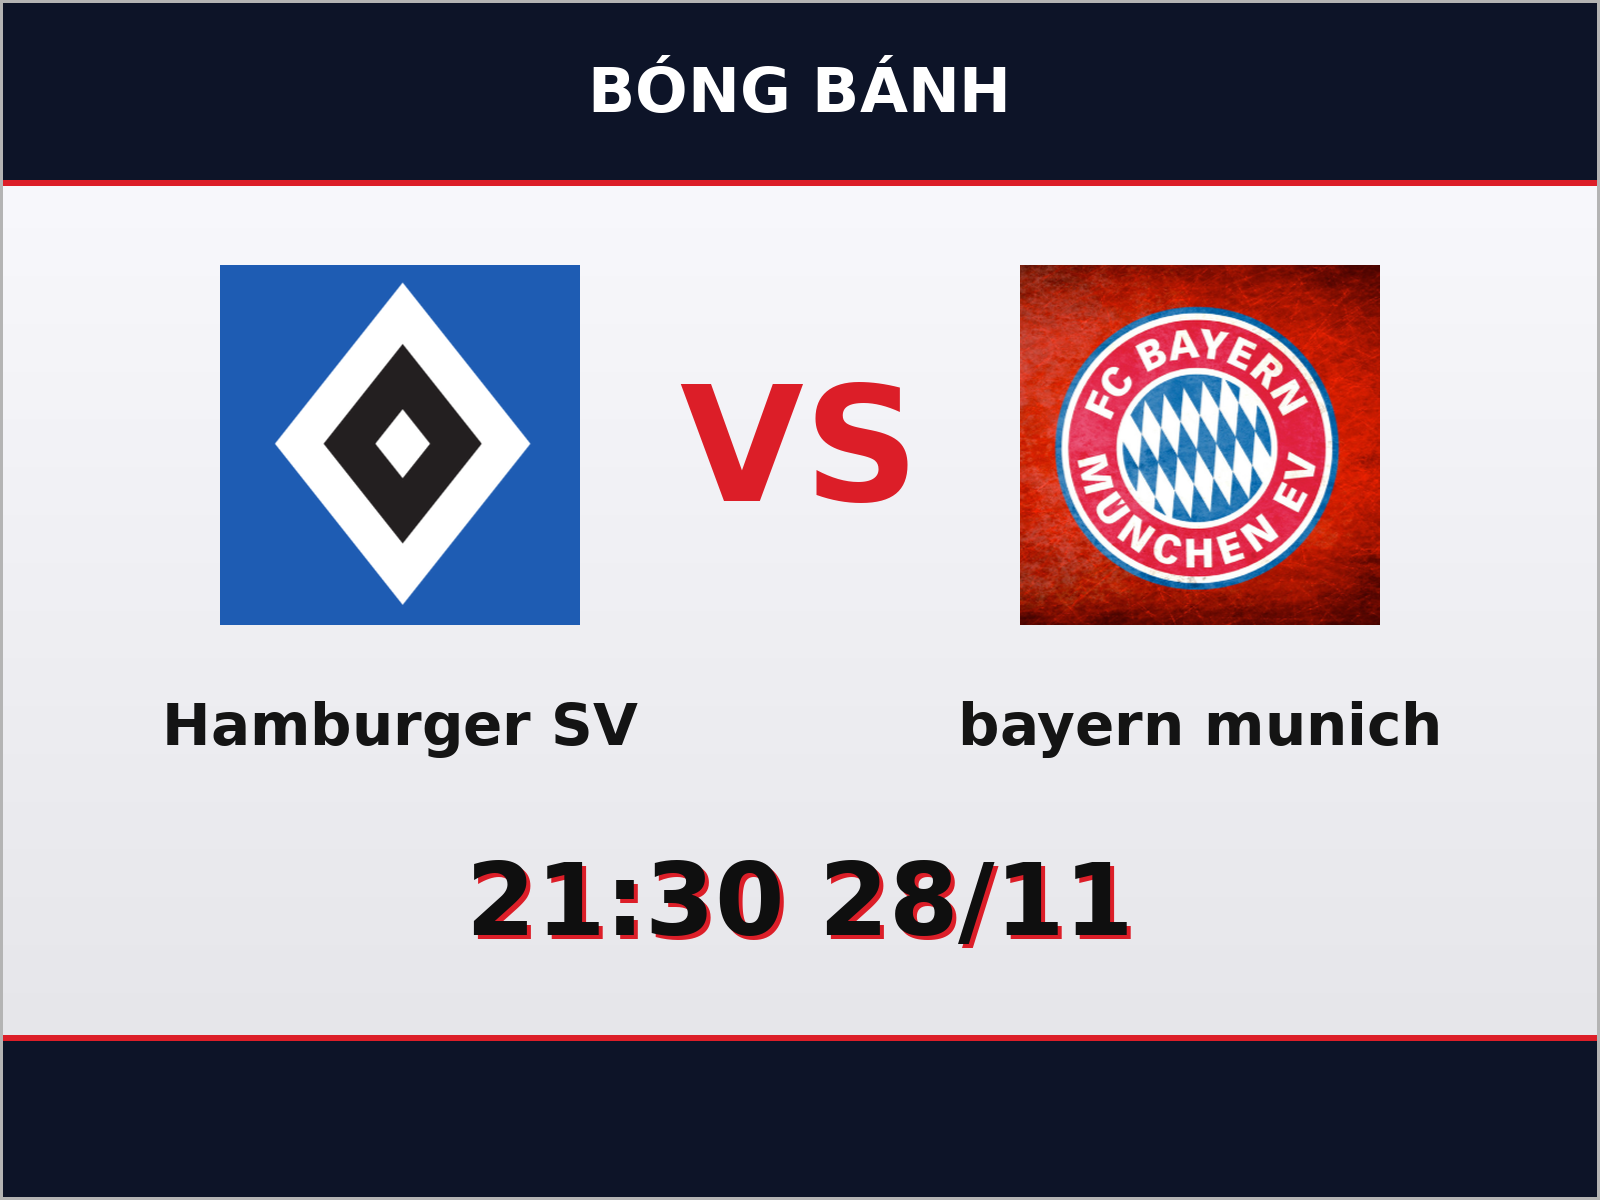 BÓNG BÁNH
VS
FC BAYERN
MÜNCHEN EV
Hamburger SV
bayern munich
21:30 28/11